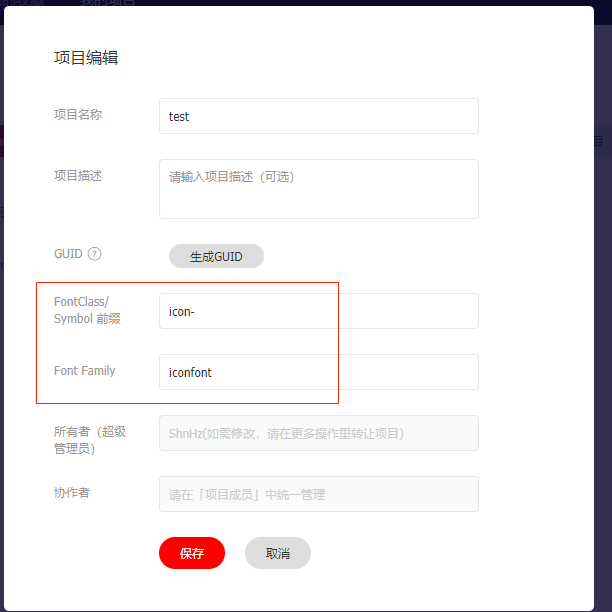 我的项目
项目编辑
项目名称
test
项目描述
请输入项目描述（可选）
GUID ?
生成GUID
FontClass/
Symbol 前缀
icon-
Font Family
iconfont
所有者（超级
管理员）
ShnHz(如需修改，请在更多操作里转让项目)
协作者
请在「项目成员」中统一管理
保存
取消